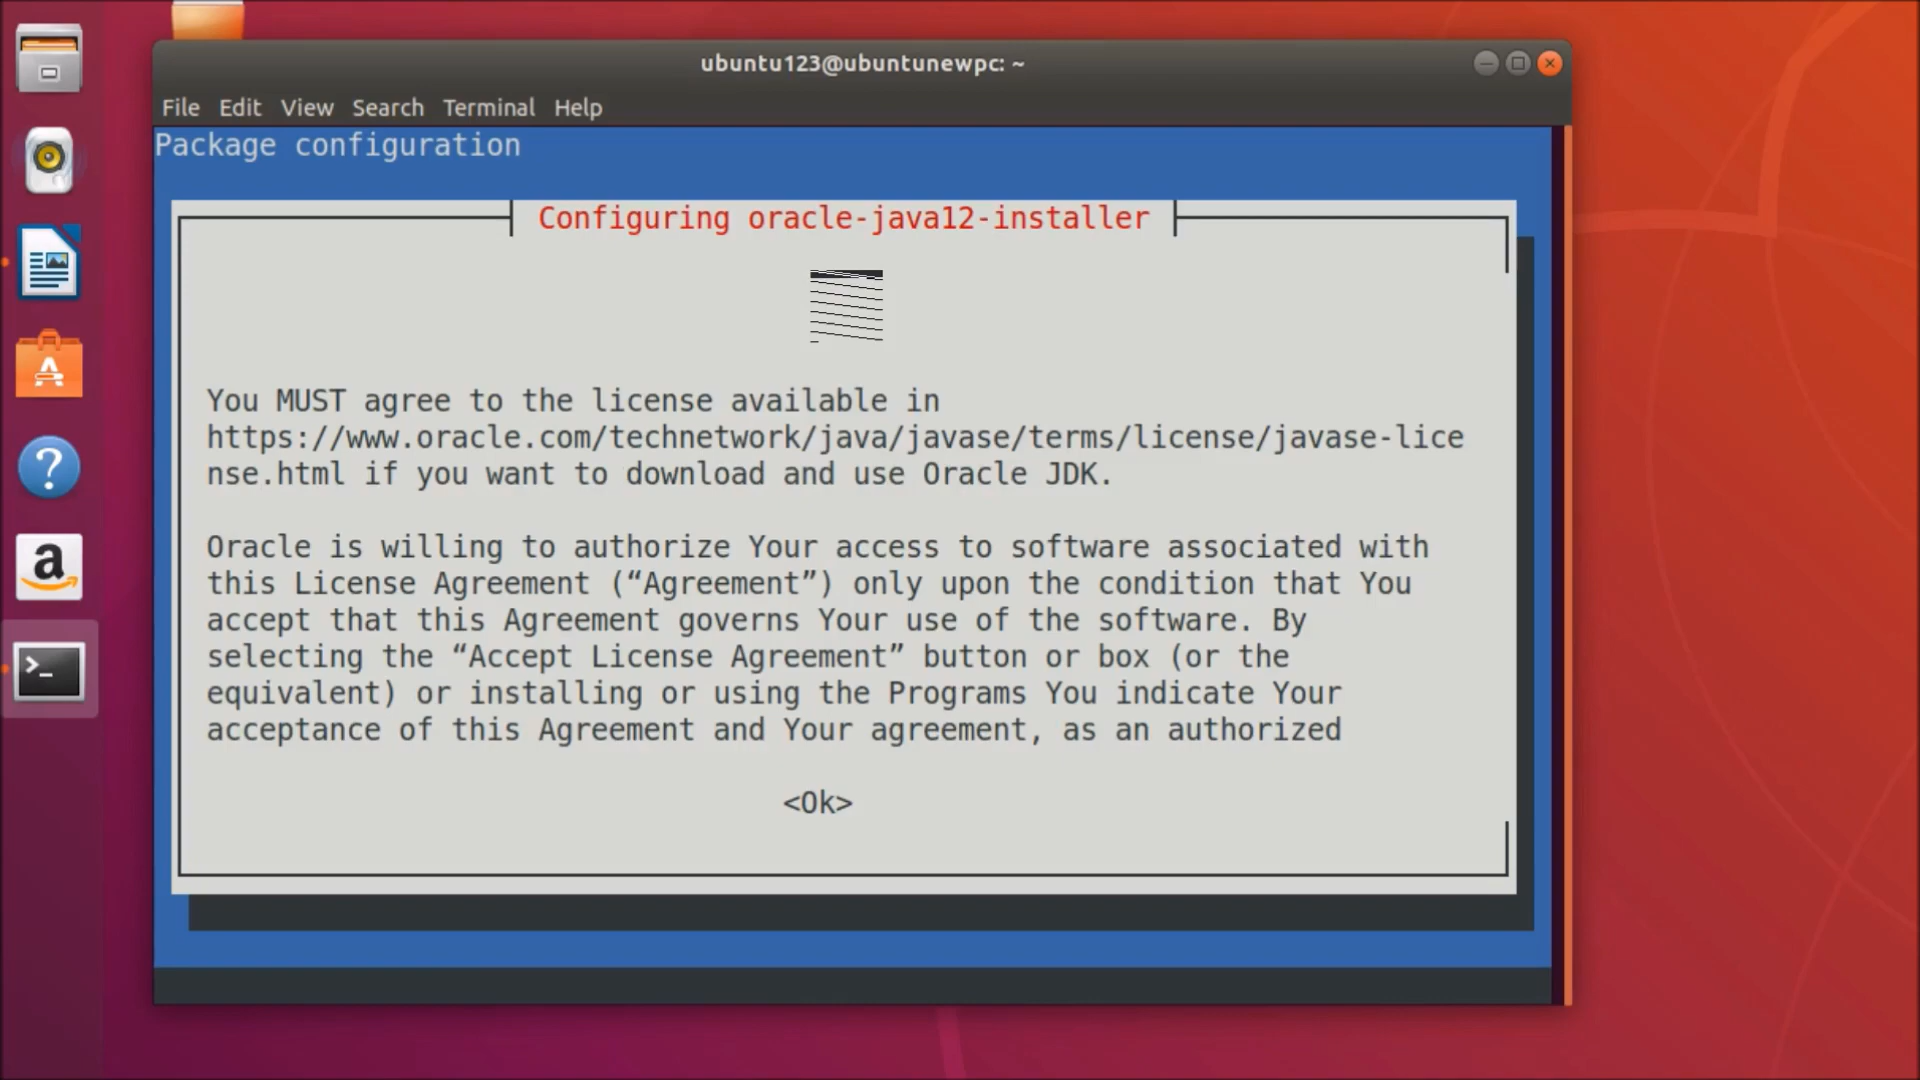 ubuntu123@ubuntunewpc: ~
File Edit View Search Terminal Help
Package configuration
Configuring oracle-java12-installer
You MUST agree to the license available in
https://www.oracle.com/technetwork/java/javase/terms/license/javase-lice
nse.html if you want to download and use Oracle JDK.
Oracle is willing to authorize Your access to software associated with
this License Agreement (“Agreement”) only upon the condition that You
accept that this Agreement governs Your use of the software. By
selecting the “Accept License Agreement” button or box (or the
equivalent) or installing or using the Programs You indicate Your
acceptance of this Agreement and Your agreement, as an authorized
<Ok>